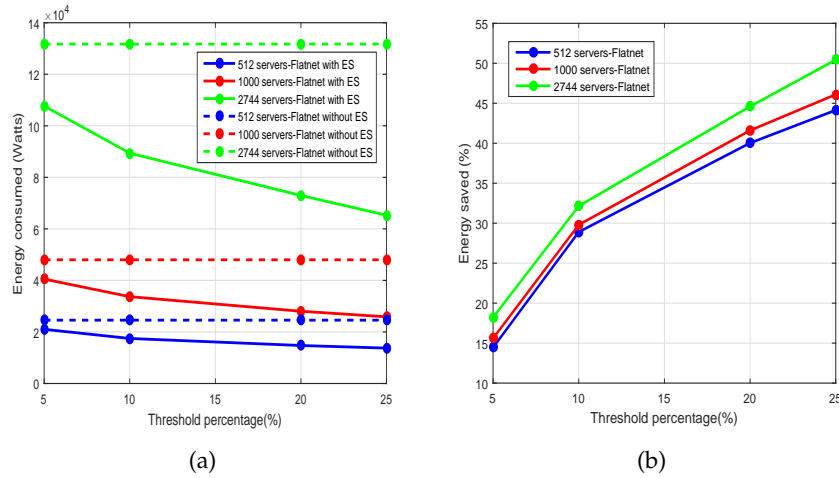 ×10⁴
14
12
10
8
6
4
2
0
Energy consumed (Watts)
512 servers-Flatnet with ES
1000 servers-Flatnet with ES
2744 servers-Flatnet with ES
512 servers-Flatnet without ES
1000 servers-Flatnet without ES
2744 servers-Flatnet without ES
5 10 15 20 25
Threshold percentage(%)
(a)
55
50
45
40
35
30
25
20
15
10
Energy saved (%)
512 servers-Flatnet
1000 servers-Flatnet
2744 servers-Flatnet
5 10 15 20 25
Threshold percentage(%)
(b)